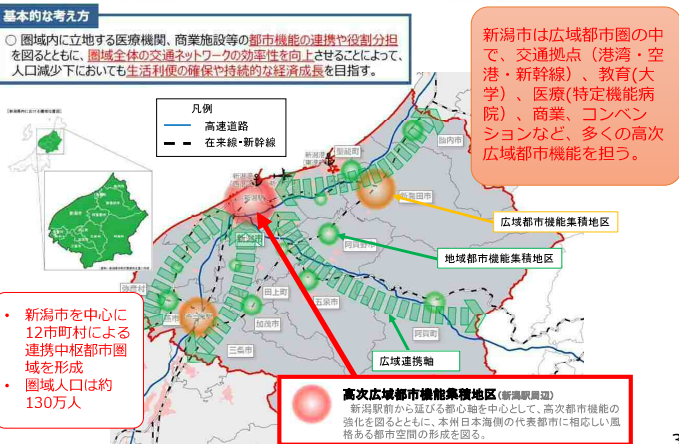 基本的な考え方
○ 圏域内に立地する医療機関、商業施設等の都市機能の連携や役割分担
を図るとともに、圏域全体の交通ネットワークの効率性を向上させることによって、
人口減少下においても生活利便の確保や持続的な経済成長を目指す。
新潟市は広域都市圏の中
で、交通拠点（港湾・空
港・新幹線）、教育(大
学）、医療(特定機能病
院）、商業、コンベン
ションなど、多くの高次
広域都市機能を担う。
凡例
高速道路
在来線・新幹線
胎内市
聖籠町
新潟港
新発田市
広域都市機能集積地区
地域都市機能集積地区
阿賀野市
新潟市
弥彦村
田上町
五泉市
加茂市
阿賀町
三条市
広域連携軸
• 新潟市を中心に
12市町村による
連携中枢都市圏
域を形成
• 圏域人口は約
130万人
高次広域都市機能集積地区(新潟駅周辺)
新潟駅前から延びる都心軸を中心として、高次都市機能の
強化を図るとともに、本州日本海側の代表都市に相応しい風
格ある都市空間の形成を図る。